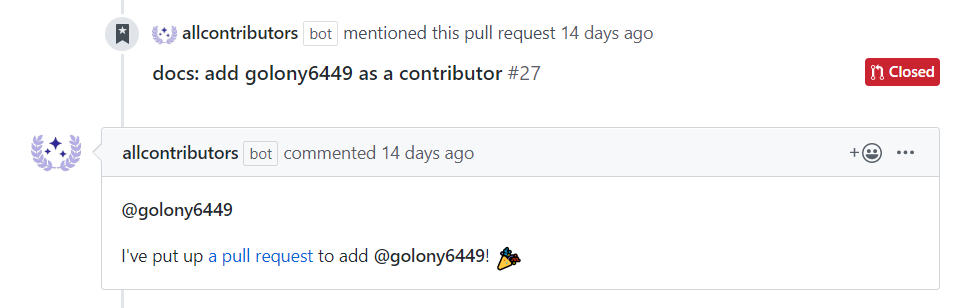 allcontributors bot mentioned this pull request 14 days ago
docs: add golony6449 as a contributor #27
Closed
allcontributors bot commented 14 days ago
@golony6449
I've put up a pull request to add @golony6449!